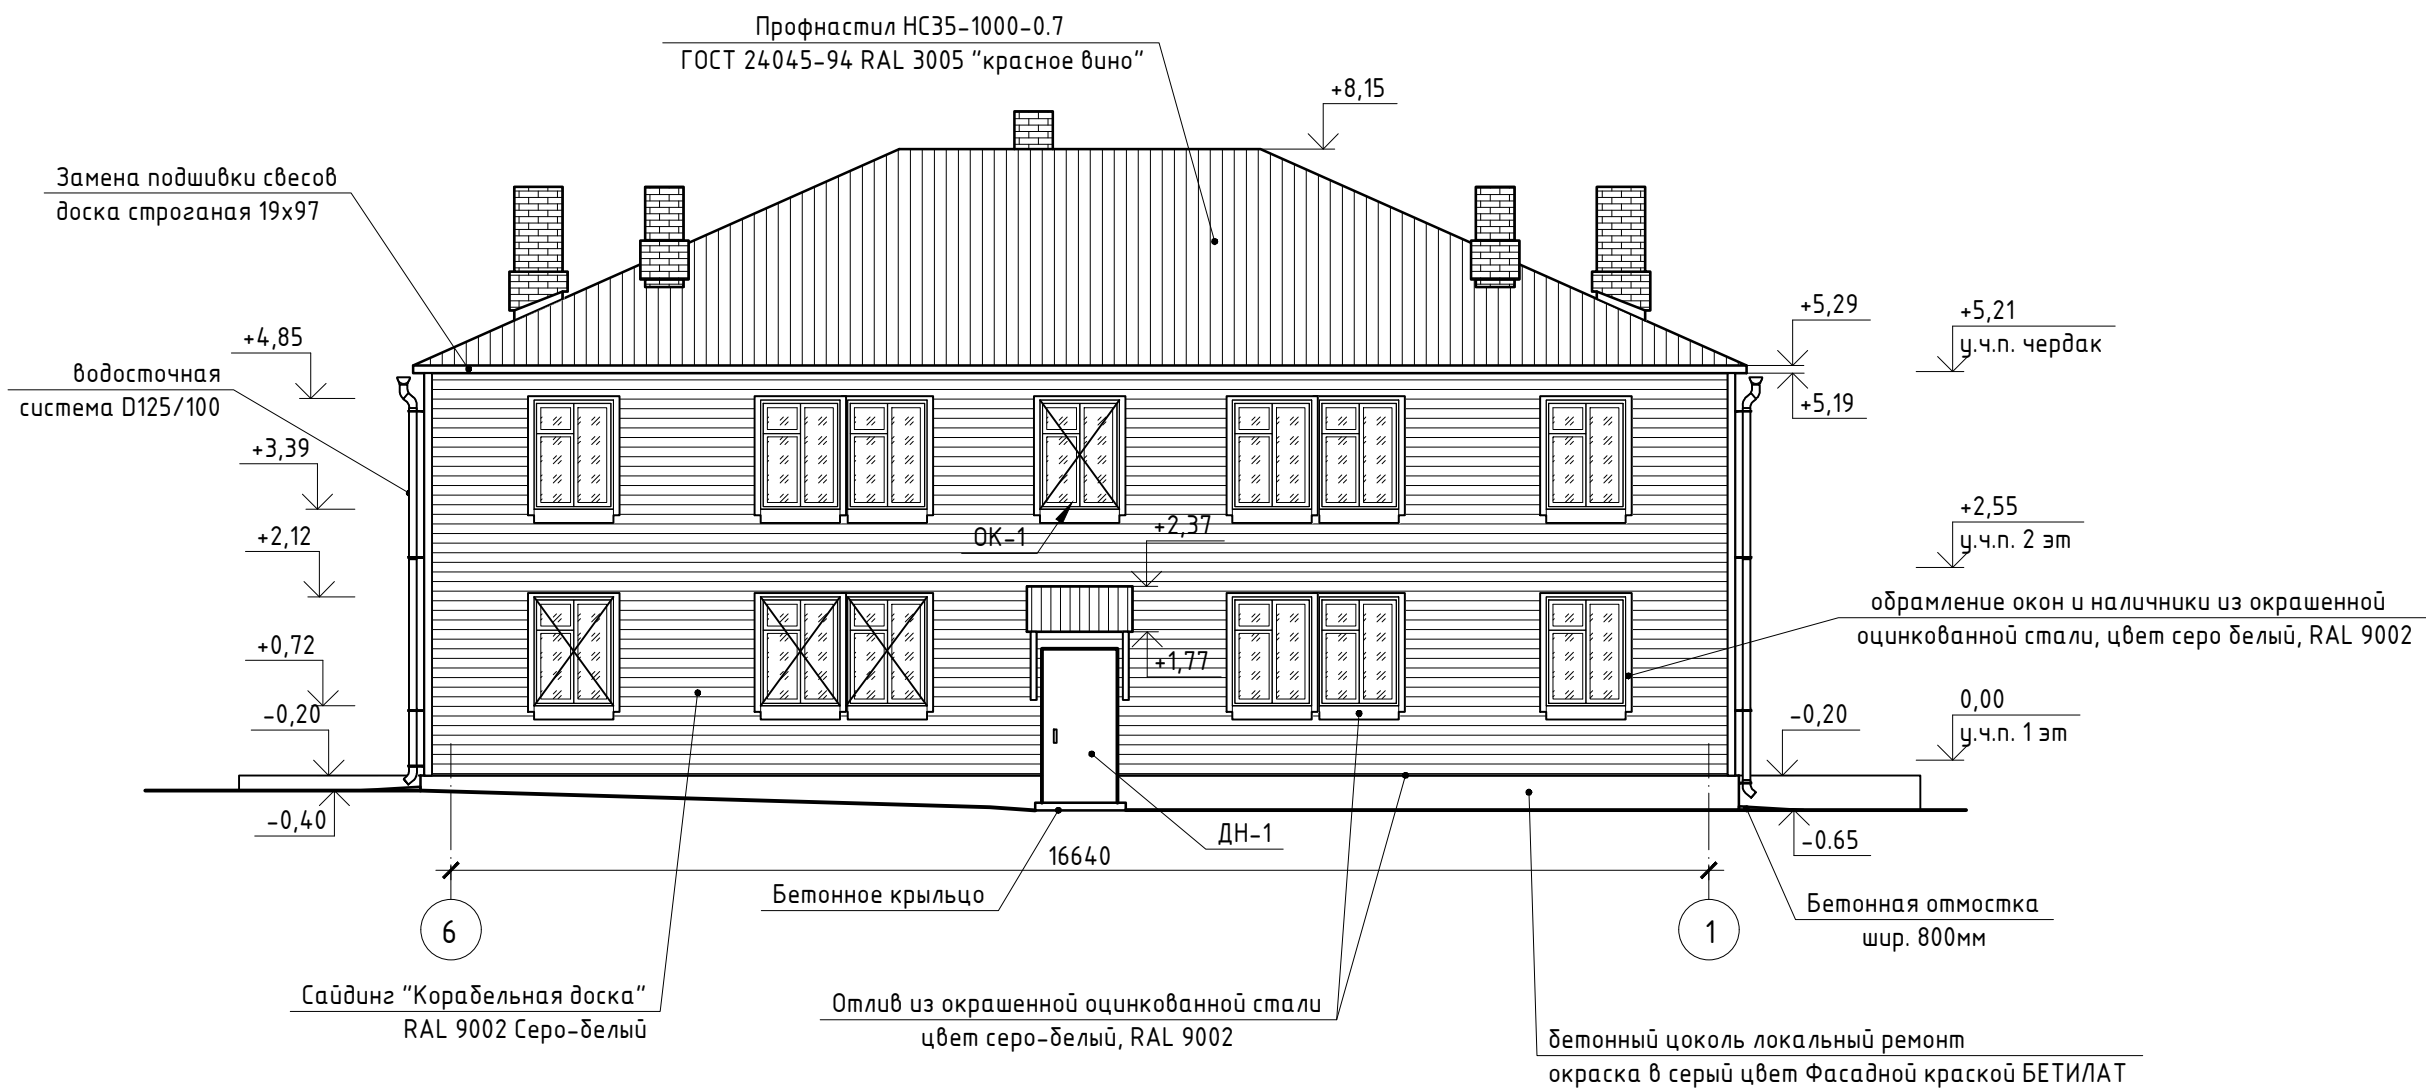 Профнастил НС35-1000-0.7
ГОСТ 24045-94 RAL 3005 "красное вино"
+8,15
Замена подшивки свесов
доска строганая 19х97
+4,85
водосточная
система D125/100
+3,39
+2,12
+0,72
-0,20
-0,40
+5,29
+5,19
+5,21
у.ч.п. чердак
ОК-1
+2,37
+1,77
+2,55
у.ч.п. 2 эт
обрамление окон и наличники из окрашенной
оцинкованной стали, цвет серо белый, RAL 9002
0,00
у.ч.п. 1 эт
-0,20
-0.65
ДН-1
16640
Бетонное крыльцо
6
1
Бетонная отмостка
шир. 800мм
Сайдинг "Корабельная доска"
RAL 9002 Серо-белый
Отлив из окрашенной оцинкованной стали
цвет серо-белый, RAL 9002
бетонный цоколь локальный ремонт
окраска в серый цвет Фасадной краской БЕТИЛАТ